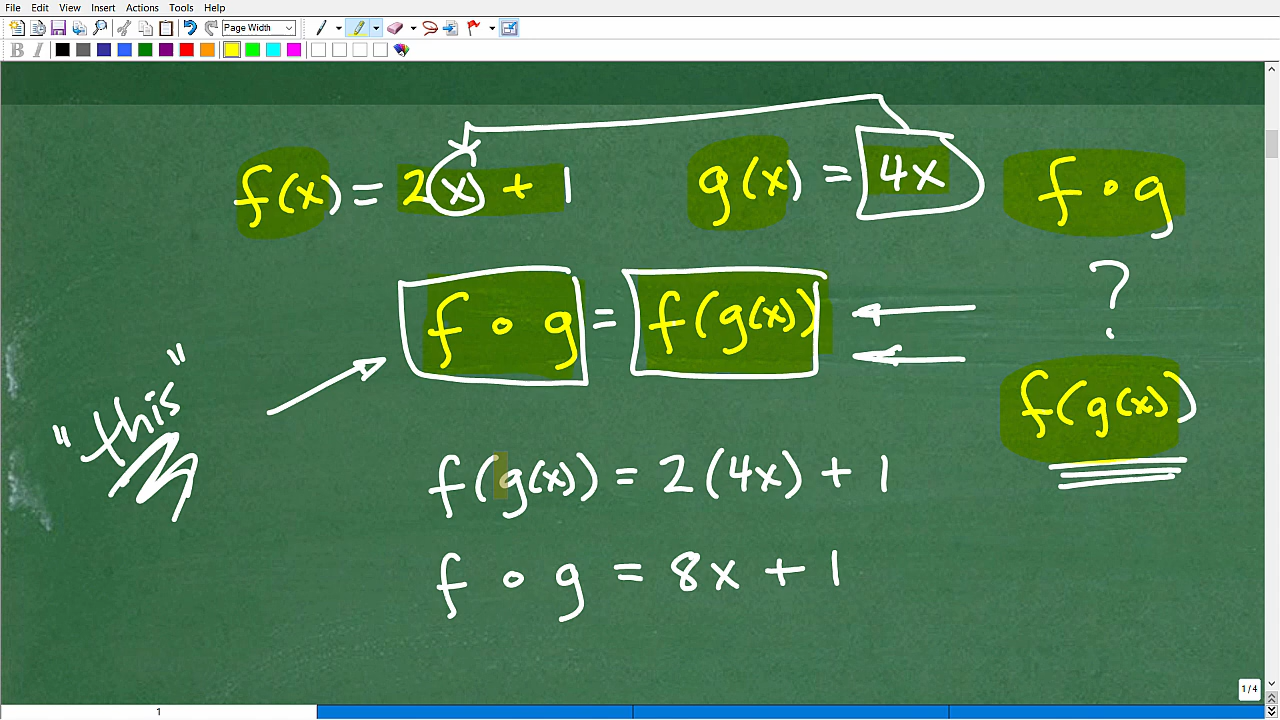 File Edit View Insert Actions Tools Help
Page Width
B I
f(x) = 2(x) + 1 g(x) = 4x f ∘ g
?
f ∘ g = f(g(x))
"this"
f(g(x))
f(g(x)) = 2(4x) + 1
f ∘ g = 8x + 1
1/4
1